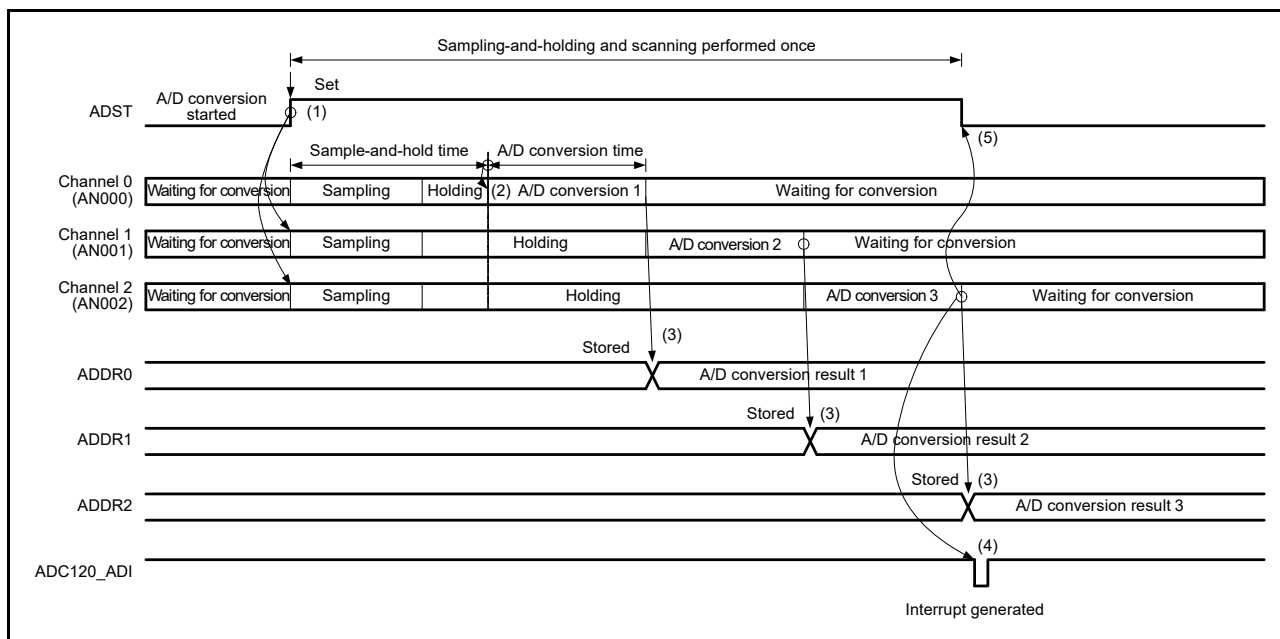 Sampling-and-holding and scanning performed once
Set
ADST
A/D conversion
started
(1)
(5)
Sample-and-hold time
A/D conversion time
Channel 0
(AN000)
Waiting for conversion
Sampling
Holding
(2)
A/D conversion 1
Waiting for conversion
Channel 1
(AN001)
Waiting for conversion
Sampling
Holding
A/D conversion 2
Waiting for conversion
Channel 2
(AN002)
Waiting for conversion
Sampling
Holding
A/D conversion 3
Waiting for conversion
Stored
(3)
ADDR0
A/D conversion result 1
Stored
(3)
ADDR1
A/D conversion result 2
Stored
(3)
ADDR2
A/D conversion result 3
(4)
ADC120_ADI
Interrupt generated